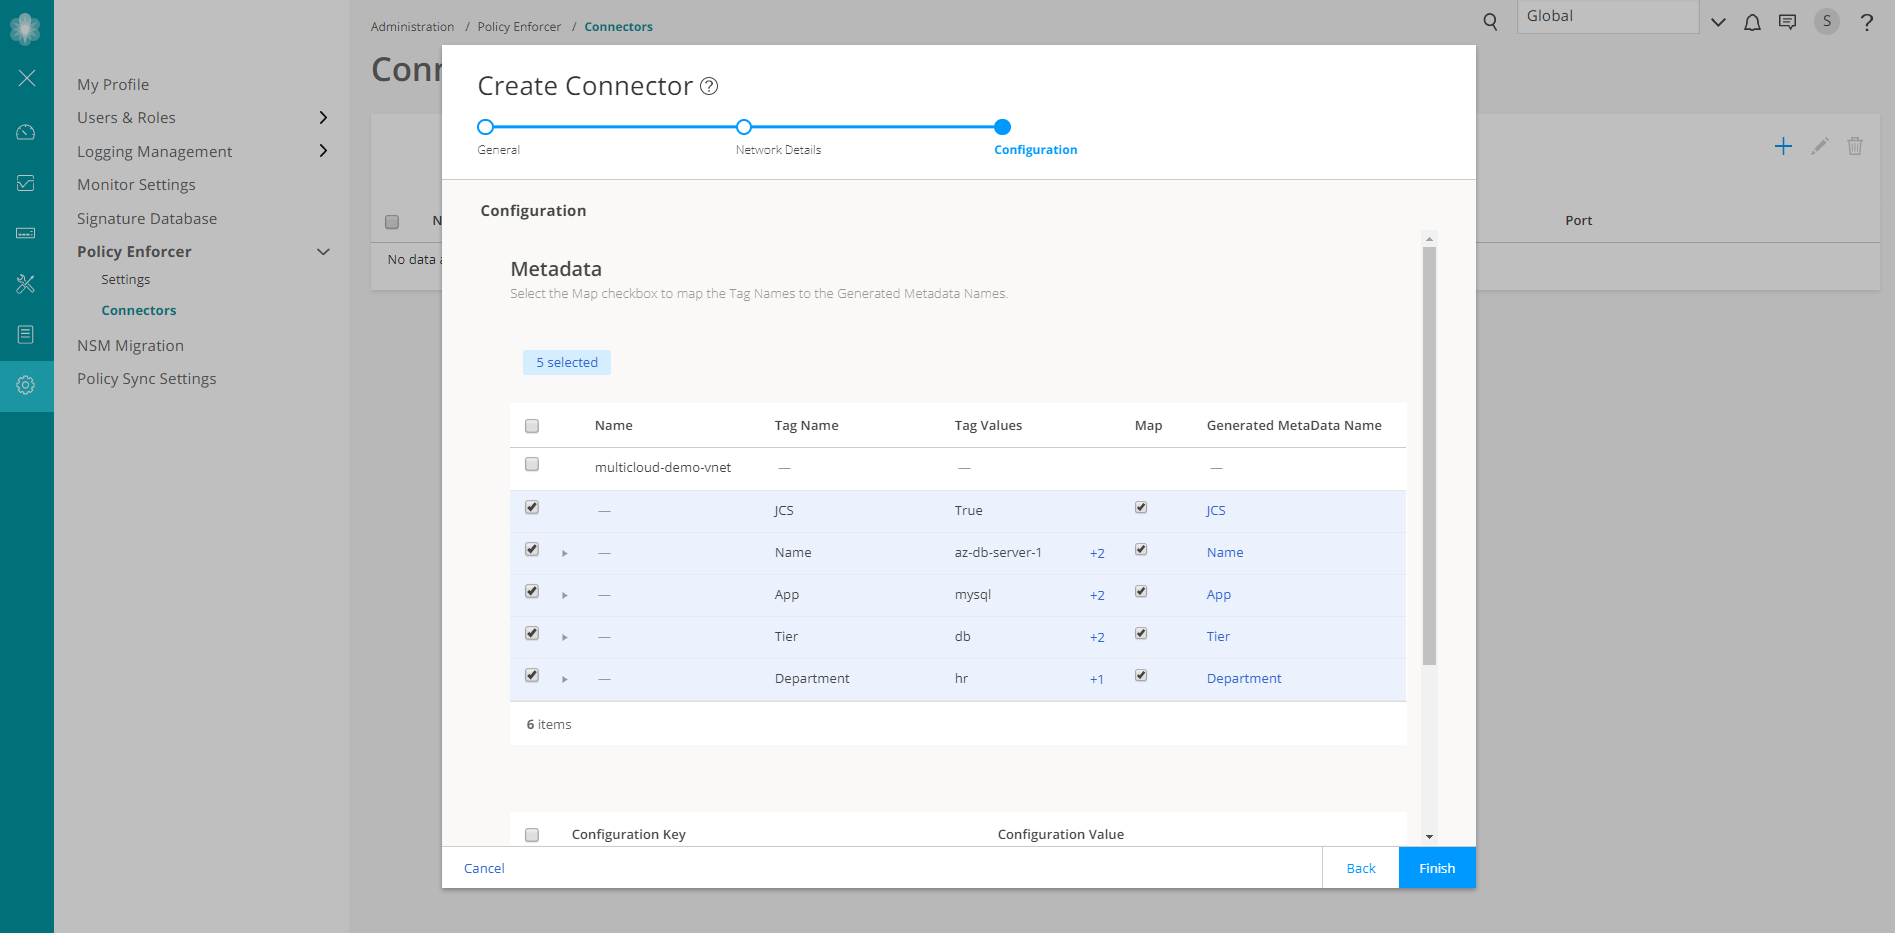 Administration / Policy Enforcer / Connectors
Global
S
?
My Profile
Users & Roles
Logging Management
Monitor Settings
Signature Database
Policy Enforcer
Settings
Connectors
NSM Migration
Policy Sync Settings
Conn
N
Port
No data a
Create Connector ?
General
Network Details
Configuration
Configuration
Metadata
Select the Map checkbox to map the Tag Names to the Generated Metadata Names.
5 selected
Name Tag Name Tag Values Map Generated MetaData Name
multicloud-demo-vnet — — —
— JCS True JCS
— Name az-db-server-1 +2 Name
— App mysql +2 App
— Tier db +2 Tier
— Department hr +1 Department
6 items
Configuration Key Configuration Value
Cancel
Back
Finish